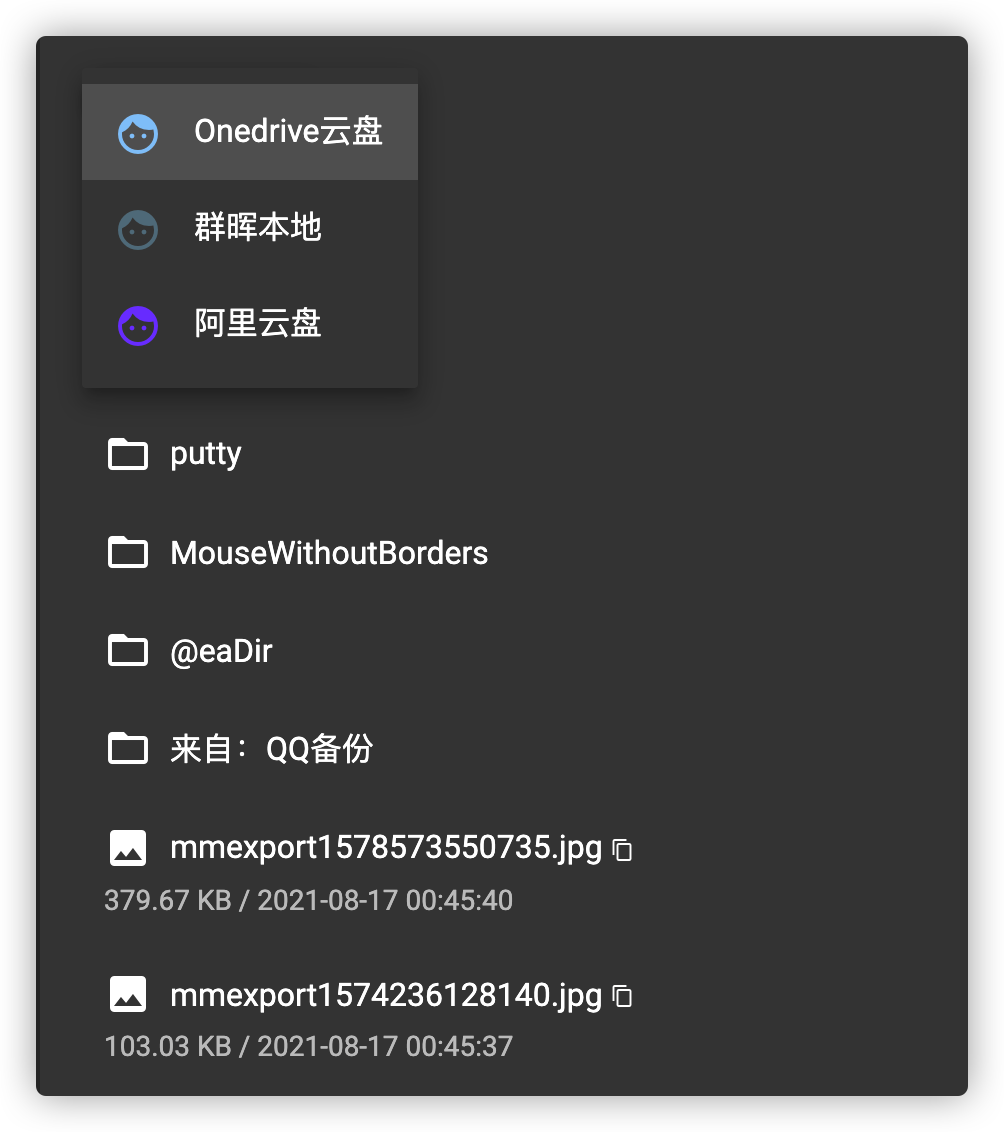 Onedrive云盘
群晖本地
阿里云盘
putty
MouseWithoutBorders
@eaDir
来自：QQ备份
mmexport1578573550735.jpg
379.67 KB / 2021-08-17 00:45:40
mmexport1574236128140.jpg
103.03 KB / 2021-08-17 00:45:37